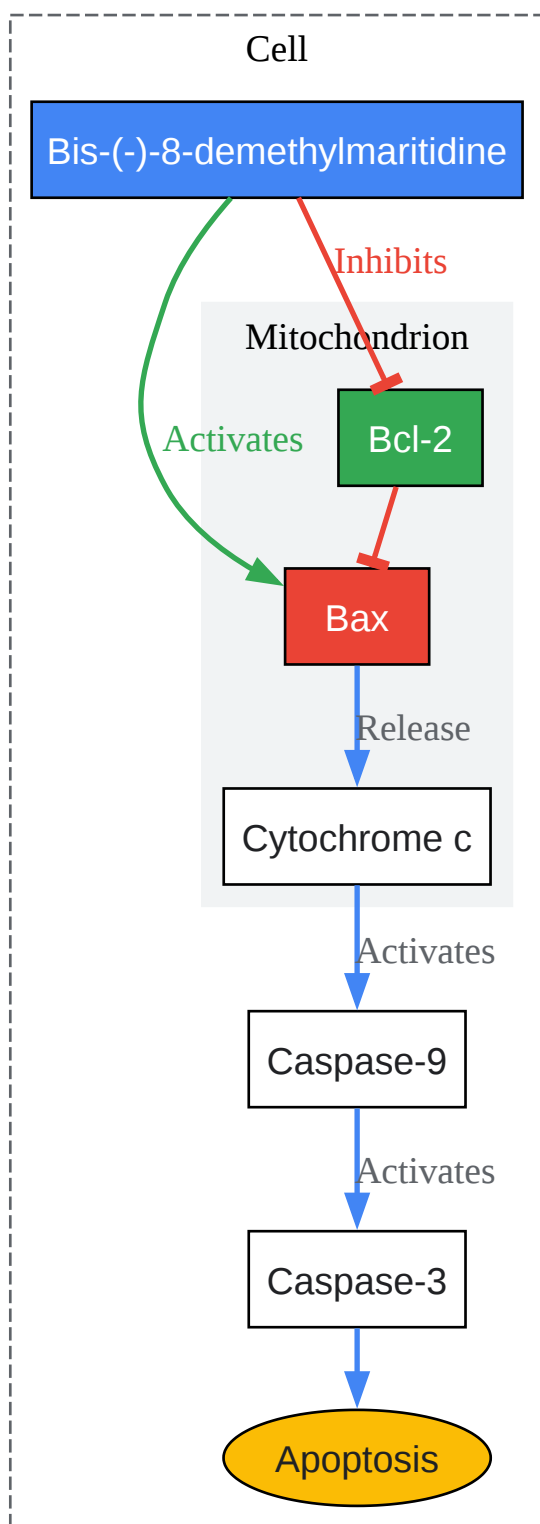 Cell
Bis-(-)-8-demethylmaritidine
Inhibits
Mitochondrion
Activates
Bcl-2
Bax
Release
Cytochrome c
Activates
Caspase-9
Activates
Caspase-3
Apoptosis